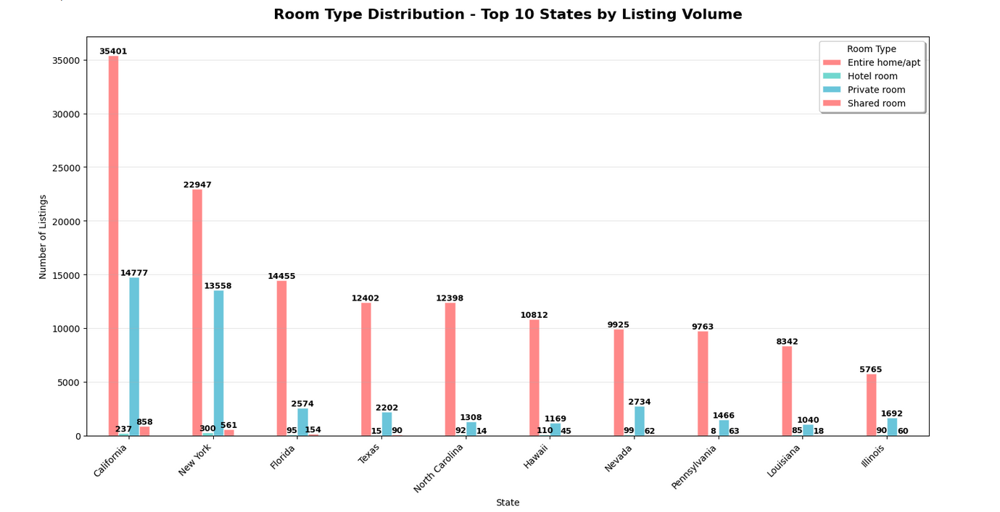 Room Type Distribution - Top 10 States by Listing Volume
Room Type
Entire home/apt
Hotel room
Private room
Shared room
Number of Listings
35000
30000
25000
20000
15000
10000
5000
0
35401
237
14777
858
22947
300
13558
561
14455
95
2574
154
12402
15
2202
90
12398
92
1308
14
10812
110
1169
45
9925
99
2734
62
9763
8
1466
63
8342
85
1040
18
5765
90
1692
60
California
New York
Florida
Texas
North Carolina
Hawaii
Nevada
Pennsylvania
Louisiana
Illinois
State